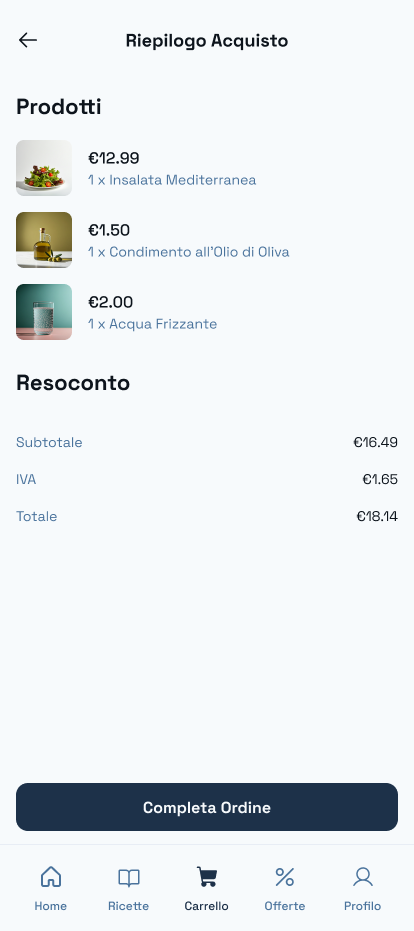 Riepilogo Acquisto
Prodotti
€12.99
1 x Insalata Mediterranea
€1.50
1 x Condimento all'Olio di Oliva
€2.00
1 x Acqua Frizzante
Resoconto
Subtotale €16.49
IVA €1.65
Totale €18.14
Completa Ordine
Home Ricette Carrello Offerte Profilo